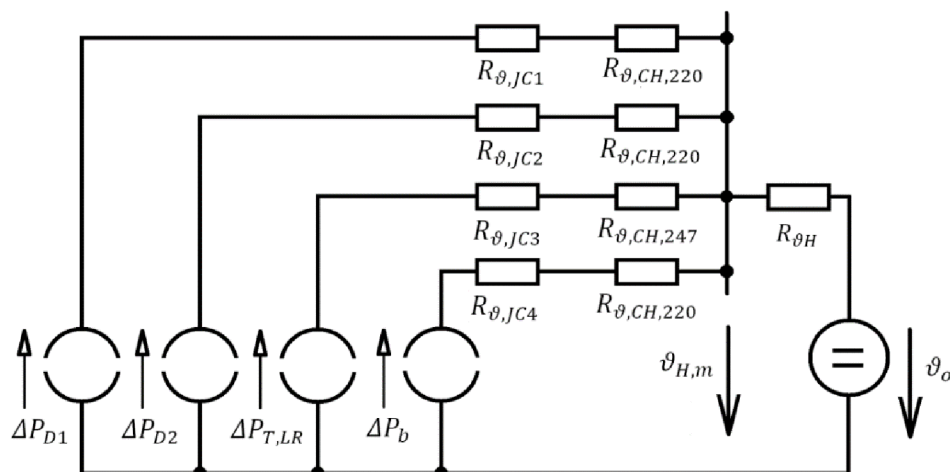 R_{ϑ,JC1} R_{ϑ,CH,220}
R_{ϑ,JC2} R_{ϑ,CH,220}
R_{ϑ,JC3} R_{ϑ,CH,247} R_{ϑH}
R_{ϑ,JC4} R_{ϑ,CH,220}
ϑ_{H,m} ϑ_o
ΔP_{D1} ΔP_{D2} ΔP_{T,LR} ΔP_b